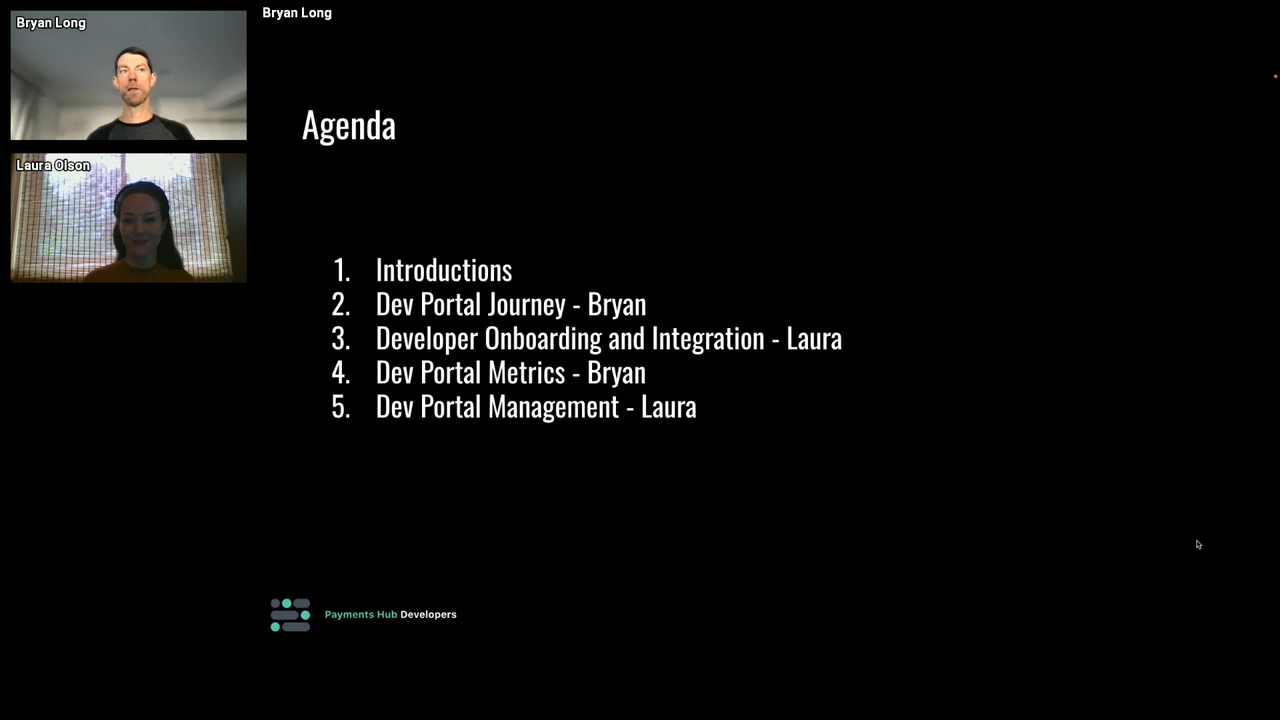 Bryan Long
Bryan Long
Laura Olson
Agenda
1. Introductions
2. Dev Portal Journey - Bryan
3. Developer Onboarding and Integration - Laura
4. Dev Portal Metrics - Bryan
5. Dev Portal Management - Laura
Payments Hub Developers